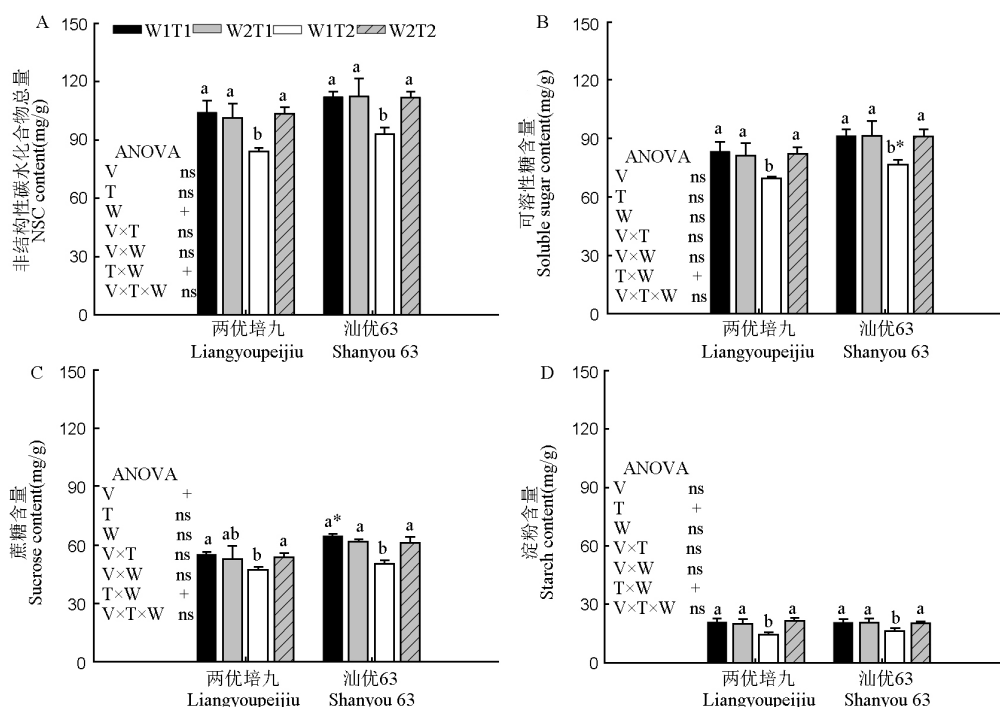 A
150
120
90
60
30
0
非结构性碳水化合物总量
NSC content(mg/g)
W1T1 W2T1 W1T2 W2T2
a a b a a a b a
ANOVA
V ns
T ns
W +
V×T ns
V×W ns
T×W +
V×T×W ns
两优培九 汕优63
Liangyoupeijiu Shanyou 63
B
150
120
90
60
30
0
可溶性糖含量
Soluble sugar content(mg/g)
a a b a a a b* a
ANOVA
V ns
T ns
W ns
V×T ns
V×W ns
T×W +
V×T×W ns
两优培九 汕优63
Liangyoupeijiu Shanyou 63
C
150
120
90
60
30
0
蔗糖含量
Sucrose content(mg/g)
a ab b a a* a b a
ANOVA
V +
T ns
W ns
V×T ns
V×W ns
T×W +
V×T×W ns
两优培九 汕优63
Liangyoupeijiu Shanyou 63
D
150
120
90
60
30
0
淀粉含量
Starch content(mg/g)
a a b a a a b a
ANOVA
V ns
T +
W ns
V×T ns
V×W ns
T×W +
V×T×W ns
两优培九 汕优63
Liangyoupeijiu Shanyou 63